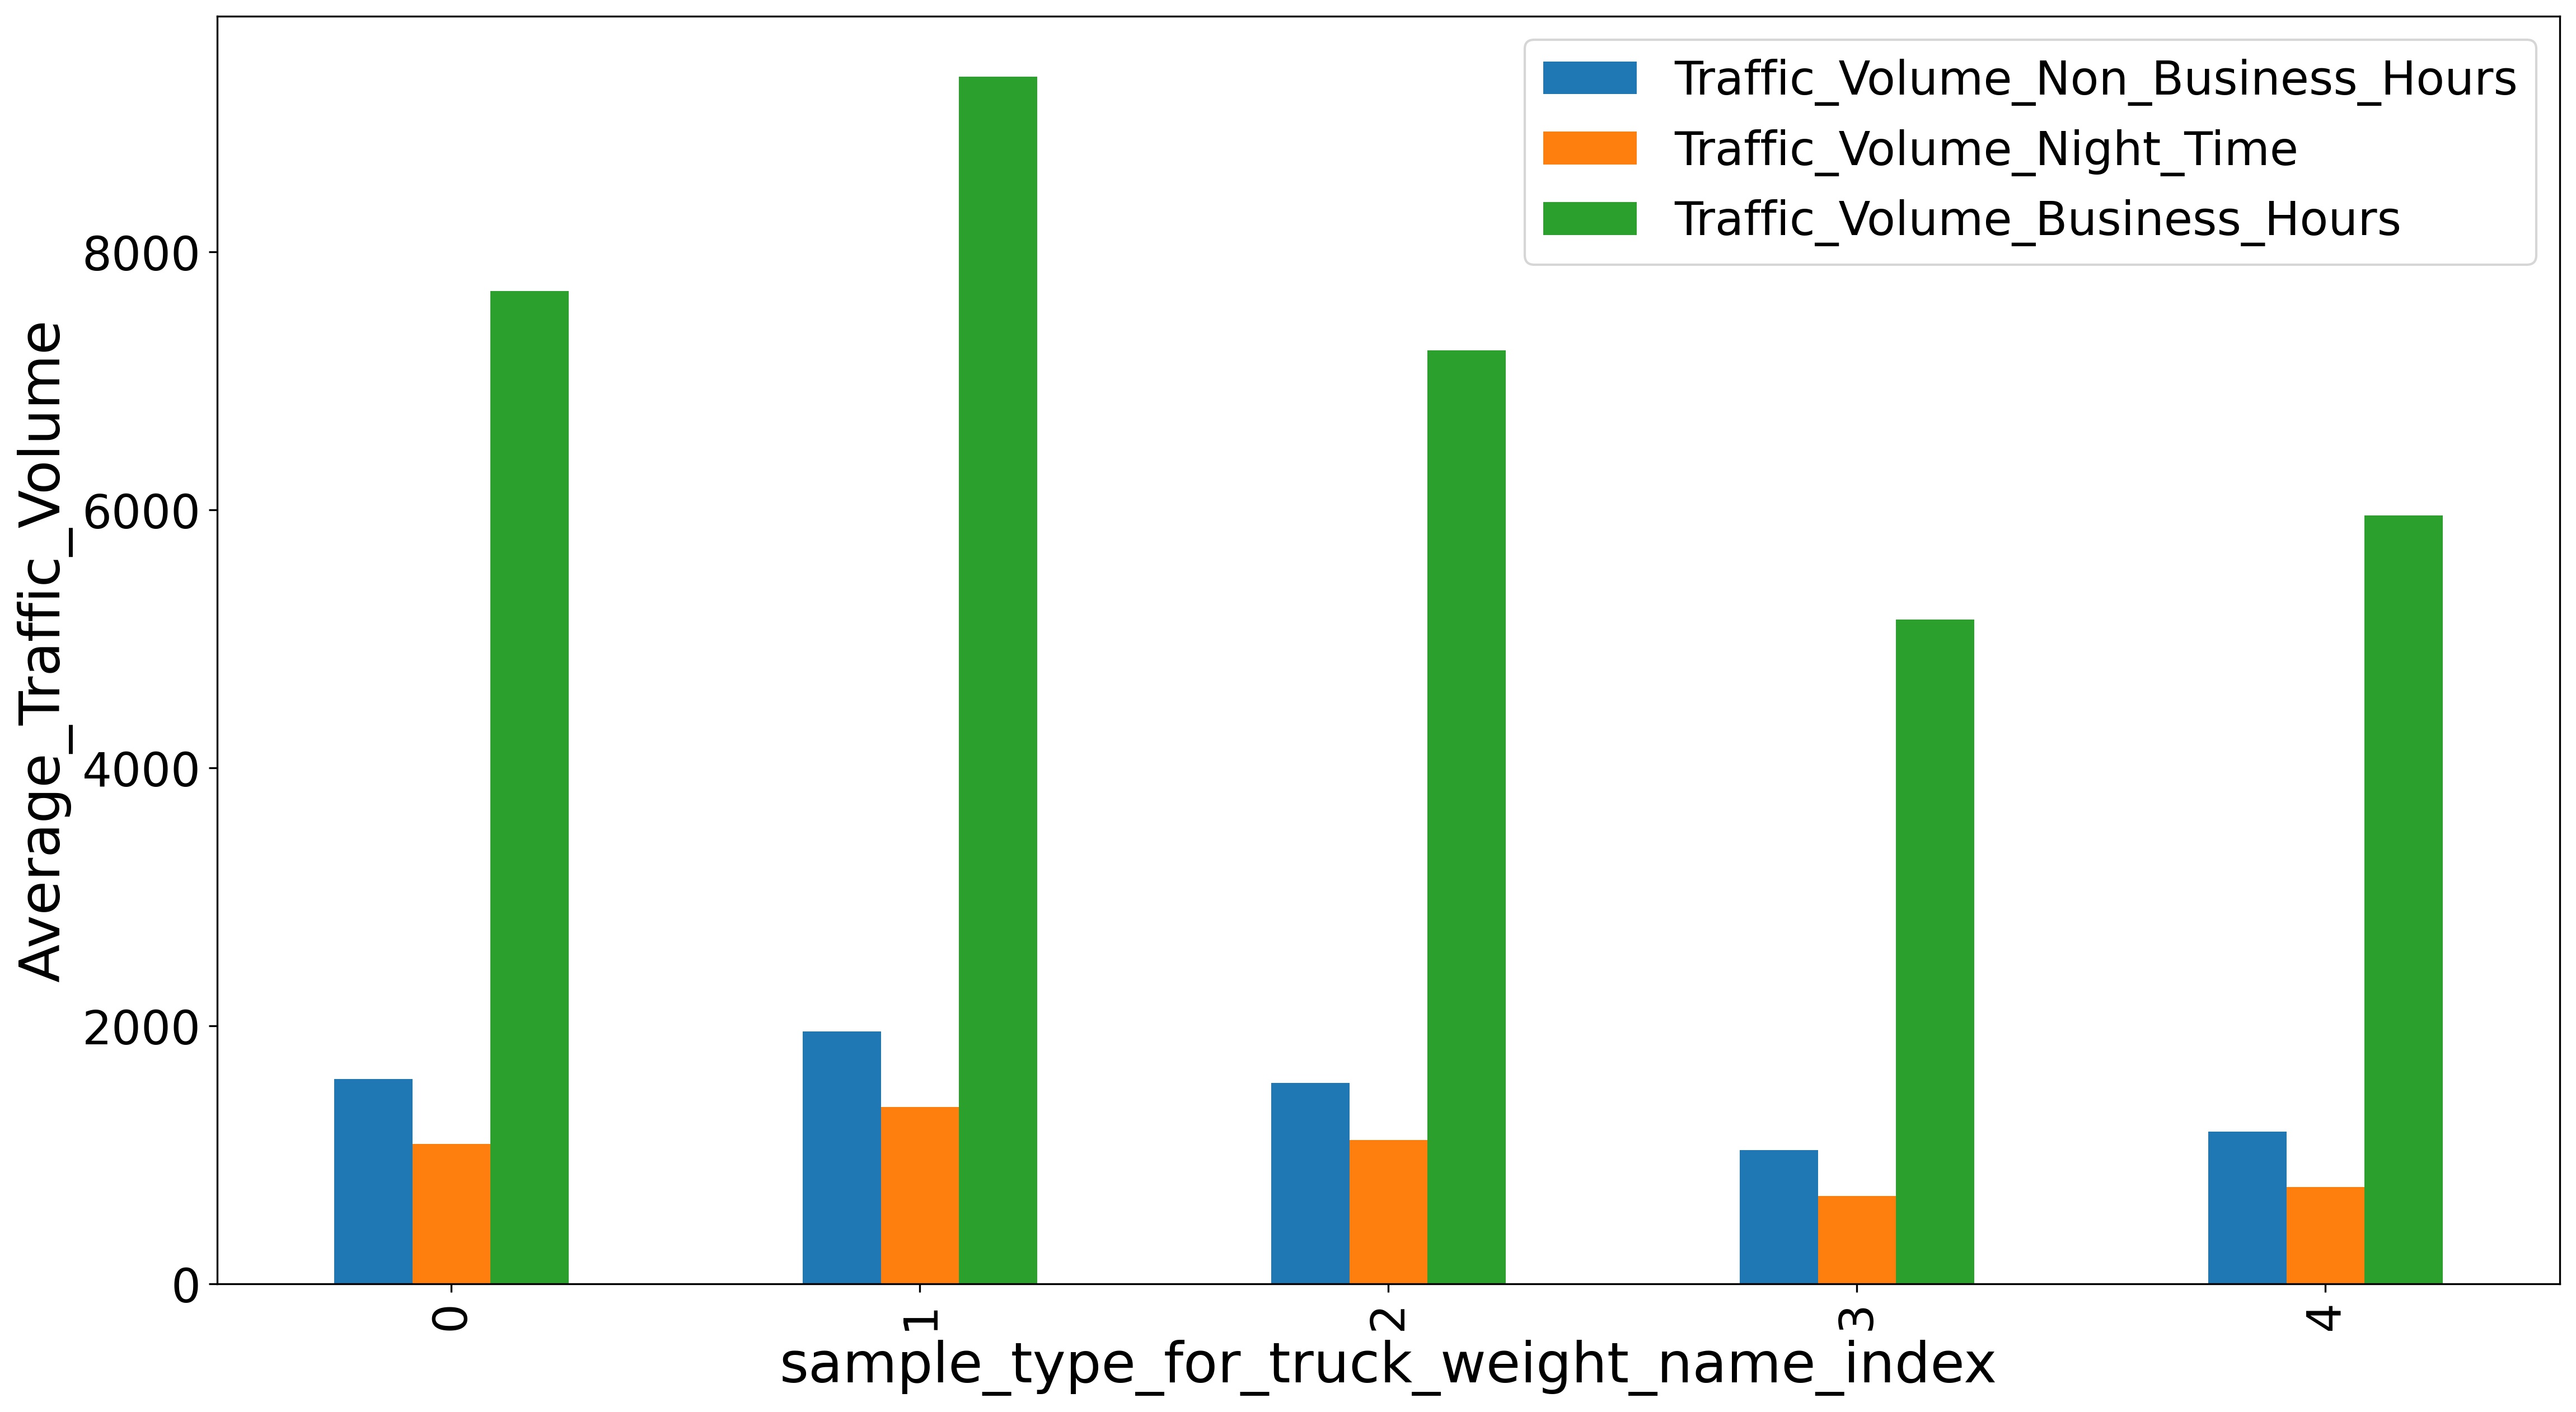 Traffic_Volume_Non_Business_Hours
Traffic_Volume_Night_Time
Traffic_Volume_Business_Hours
Average_Traffic_Volume
8000
6000
4000
2000
0
0 1 2 3 4
sample_type_for_truck_weight_name_index